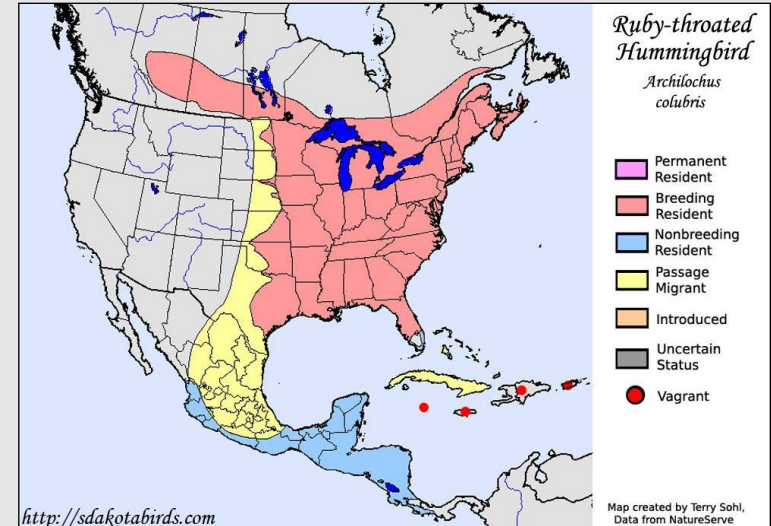 Ruby-throated
Hummingbird
Archilochus
colubris
Permanent
Resident
Breeding
Resident
Nonbreeding
Resident
Passage
Migrant
Introduced
Uncertain
Status
Vagrant
http://sdakotabirds.com
Map created by Terry Sohl,
Data from NatureServe